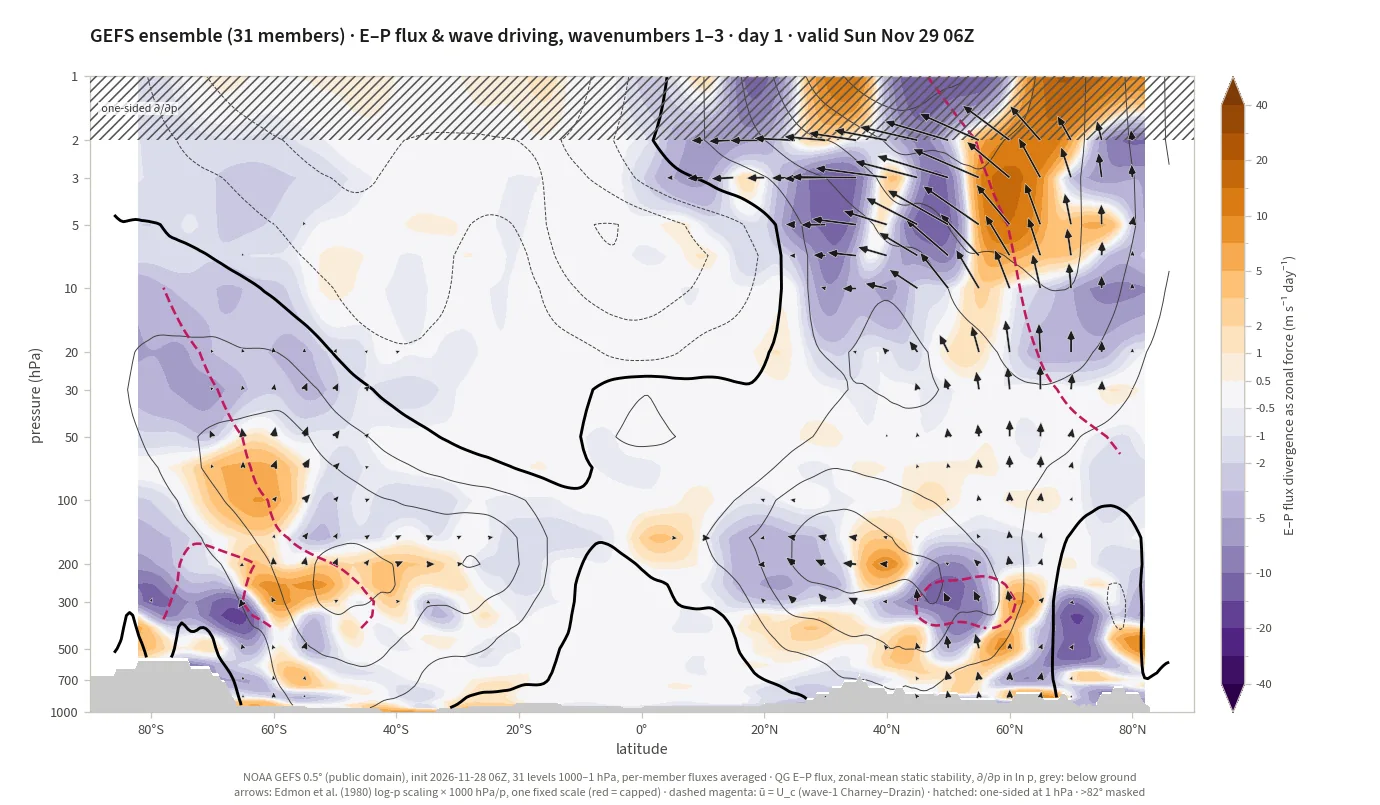 GEFS ensemble (31 members) · E–P flux & wave driving, wavenumbers 1–3 · day 1 · valid Sun Nov 29 06Z
one-sided ∂/∂p
pressure (hPa)
1
2
3
5
10
20
30
50
100
200
300
500
700
1000
80°S
60°S
40°S
20°S
0°
20°N
40°N
60°N
80°N
latitude
40
20
10
5
2
1
0.5
-0.5
-1
-2
-5
-10
-20
-40
E–P flux divergence as zonal force (m s⁻¹ day⁻¹)
NOAA GEFS 0.5° (public domain), init 2026-11-28 06Z, 31 levels 1000–1 hPa, per-member fluxes averaged · QG E–P flux, zonal-mean static stability, ∂/∂p in ln p, grey: below ground
arrows: Edmon et al. (1980) log-p scaling × 1000 hPa/p, one fixed scale (red = capped) · dashed magenta: ū = U_c (wave-1 Charney–Drazin) · hatched: one-sided at 1 hPa · >82° masked